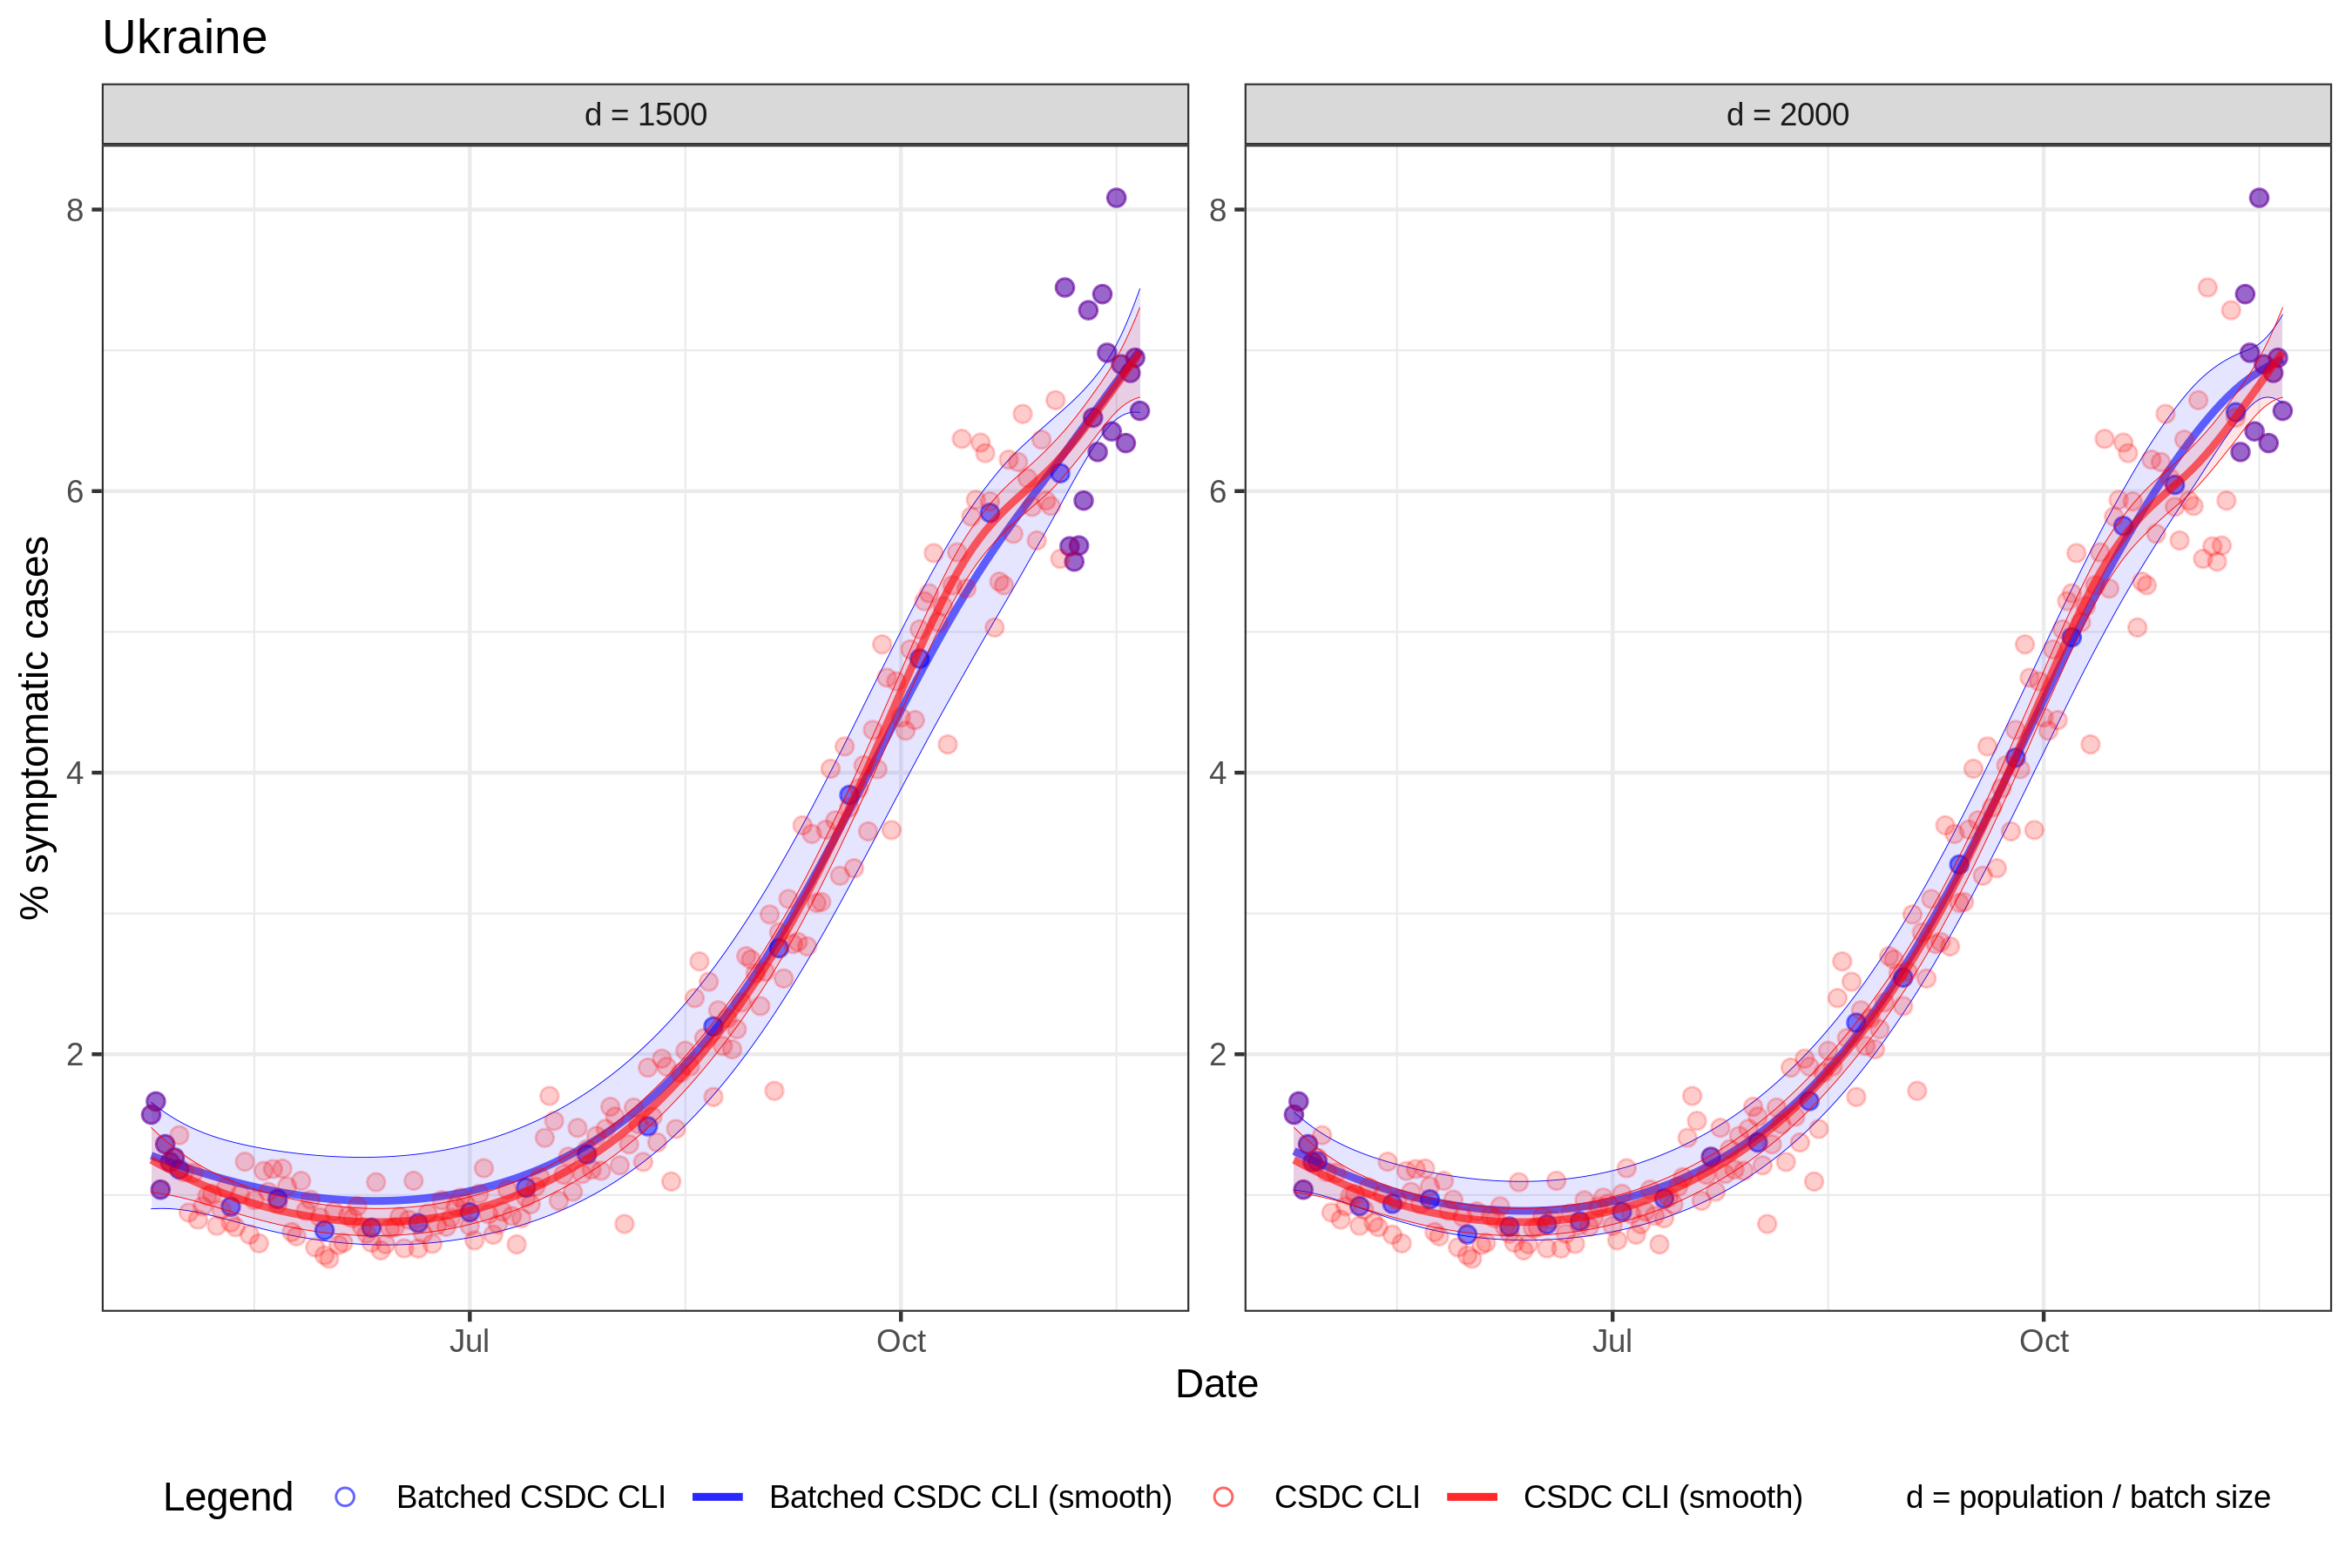 Ukraine
d = 1500
d = 2000
% symptomatic cases
8
6
4
2
8
6
4
2
Jul
Oct
Jul
Oct
Date
Legend
Batched CSDC CLI
Batched CSDC CLI (smooth)
CSDC CLI
CSDC CLI (smooth)
d = population / batch size